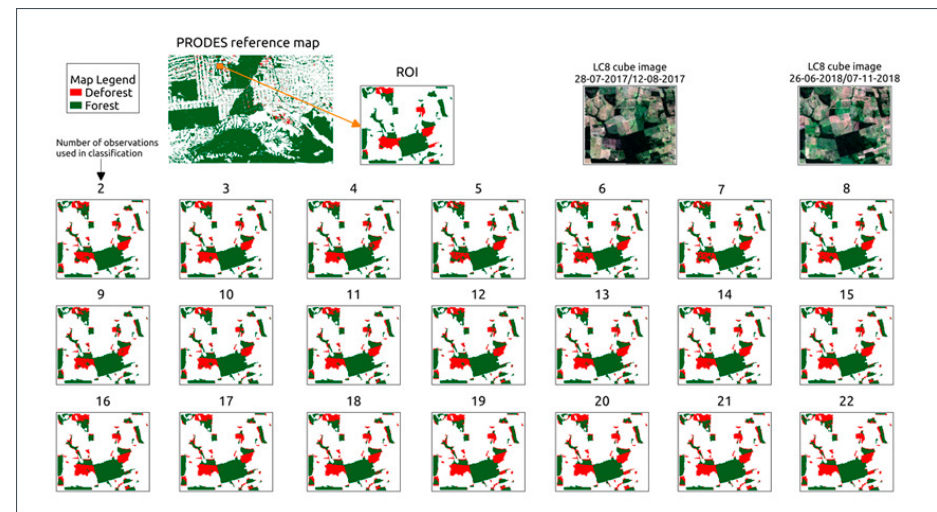 PRODES reference map
Map Legend
Deforest
Forest
ROI
LC8 cube image
28-07-2017/12-08-2017
LC8 cube image
26-06-2018/07-11-2018
Number of observations
used in classification
2 3 4 5 6 7 8
9 10 11 12 13 14 15
16 17 18 19 20 21 22